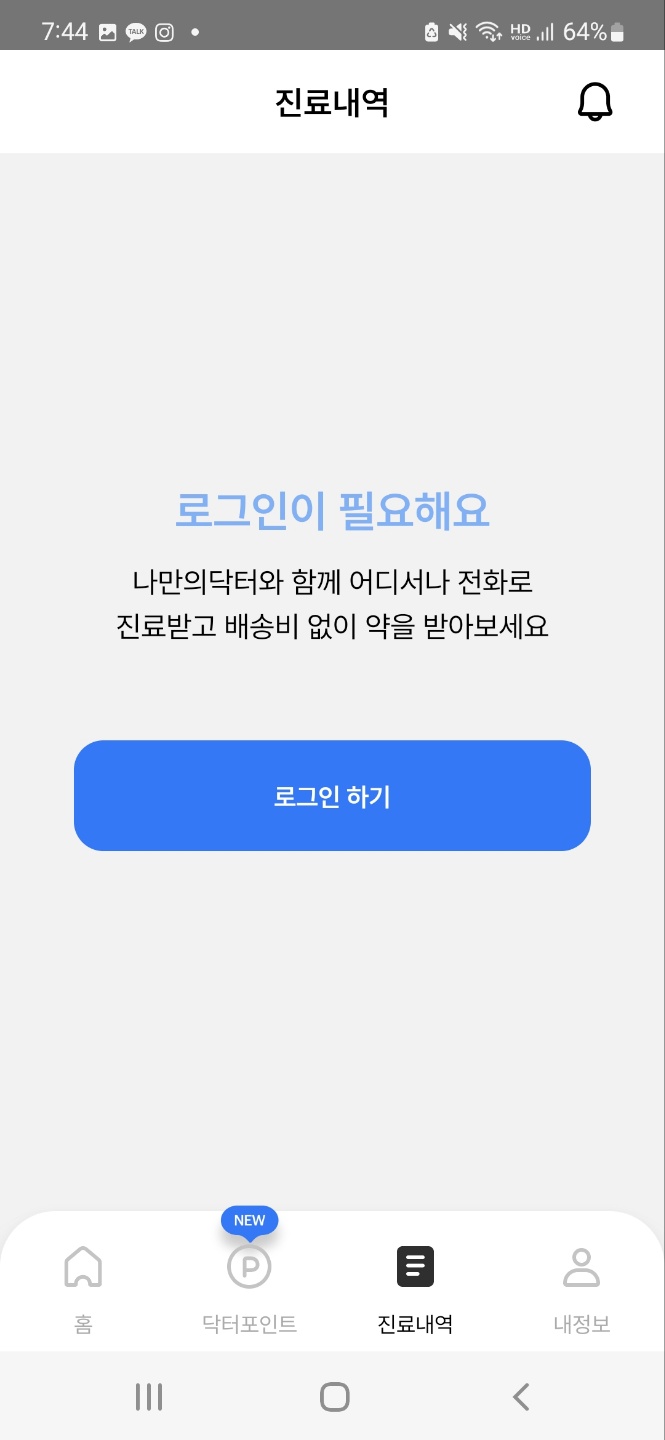 7:44
TALK
HD voice
64%
진료내역
로그인이 필요해요
나만의닥터와 함께 어디서나 전화로
진료받고 배송비 없이 약을 받아보세요
로그인 하기
NEW
P
홈
닥터포인트
진료내역
내정보